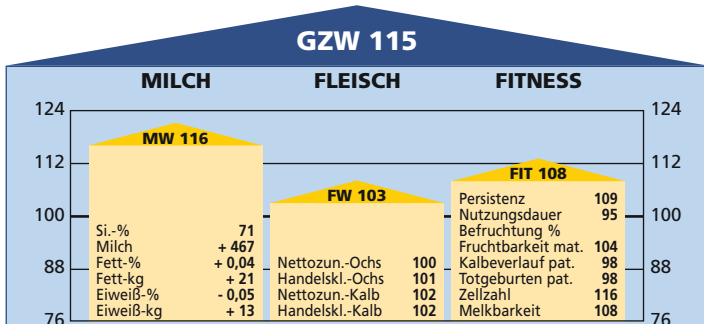 GZW 115
MILCH FLEISCH FITNESS
124 124
112 112
100 100
88 88
76 76
MW 116
Si.-% 71
Milch + 467
Fett-% + 0,04
Fett-kg + 21
Eiweiß-% - 0,05
Eiweiß-kg + 13
FW 103
Nettozun.-Ochs 100
Handelskl.-Ochs 101
Nettozun.-Kalb 102
Handelskl.-Kalb 102
FIT 108
Persistenz 109
Nutzungsdauer 95
Befruchtung %
Fruchtbarkeit mat. 104
Kalbeverlauf pat. 98
Totgeburten pat. 98
Zellzahl 116
Melkbarkeit 108